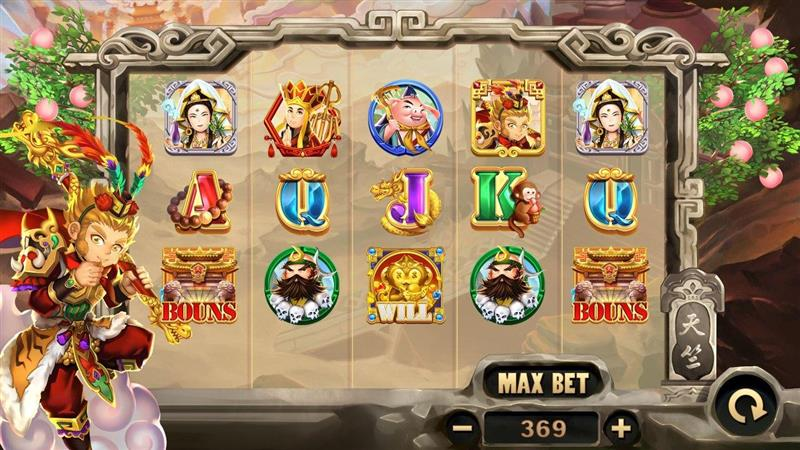 A Q J K Q
BOUNS WILL BOUNS
天竺
MAX BET
− 369 +